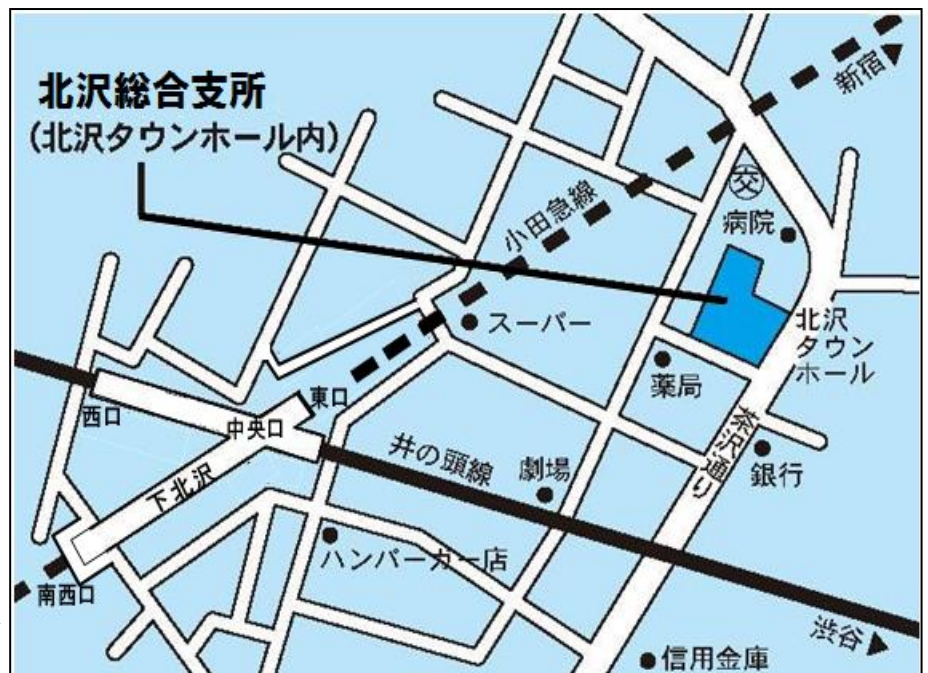 北沢総合支所
(北沢タウンホール内)
新宿▶
小田急線
交
病院
スーパー
北沢
タウン
ホール
薬局
東口
西口
中央口
井の頭線
劇場
茶沢通り
銀行
下北沢
ハンバーガー店
南西口
渋谷▶
信用金庫